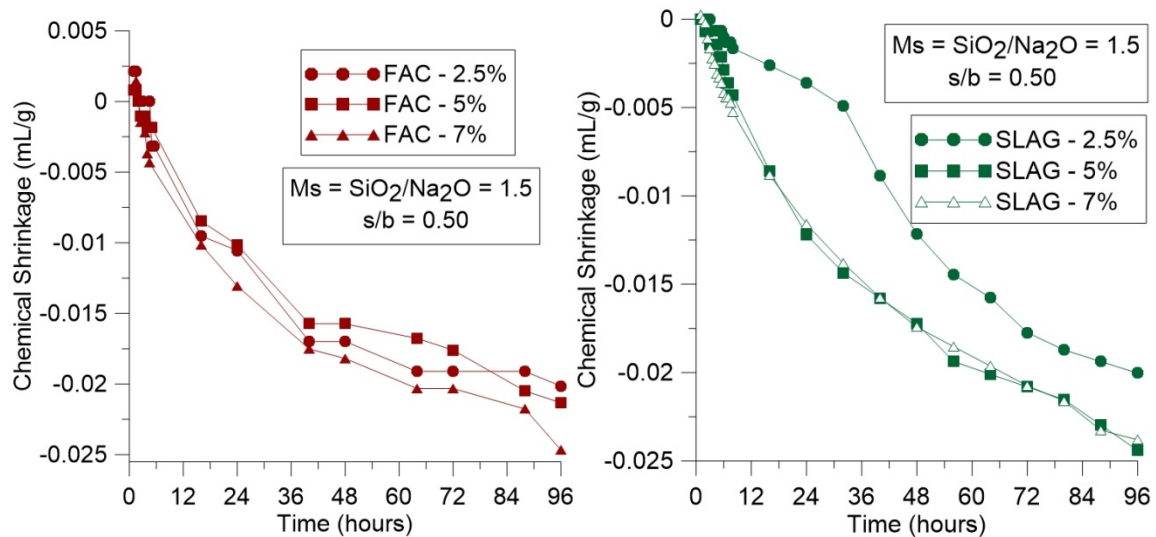 0.005
0
-0.005
-0.01
-0.015
-0.02
-0.025
Chemical Shrinkage (mL/g)
FAC - 2.5%
FAC - 5%
FAC - 7%
Ms = SiO₂/Na₂O = 1.5
s/b = 0.50
0 12 24 36 48 60 72 84 96
Time (hours)
0
-0.005
-0.01
-0.015
-0.02
-0.025
Chemical Shrinkage (mL/g)
Ms = SiO₂/Na₂O = 1.5
s/b = 0.50
SLAG - 2.5%
SLAG - 5%
SLAG - 7%
0 12 24 36 48 60 72 84 96
Time (hours)